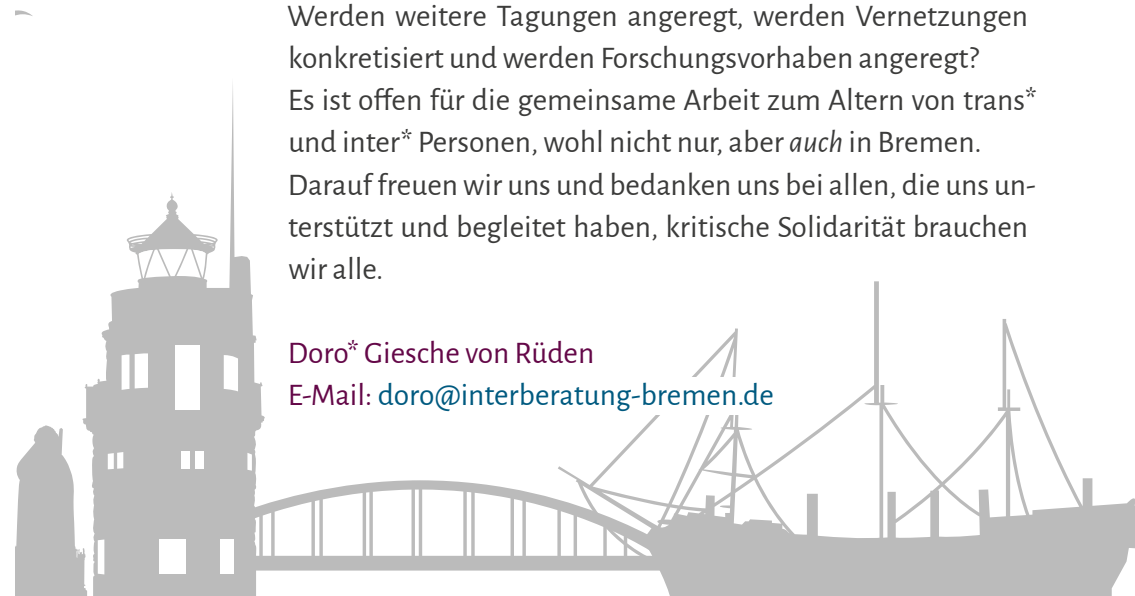 Werden weitere Tagungen angeregt, werden Vernetzungen
konkretisiert und werden Forschungsvorhaben angeregt?
Es ist offen für die gemeinsame Arbeit zum Altern von trans*
und inter* Personen, wohl nicht nur, aber auch in Bremen.
Darauf freuen wir uns und bedanken uns bei allen, die uns un-
terstützt und begleitet haben, kritische Solidarität brauchen
wir alle.
Doro* Giesche von Rüden
E-Mail: doro@interberatung-bremen.de